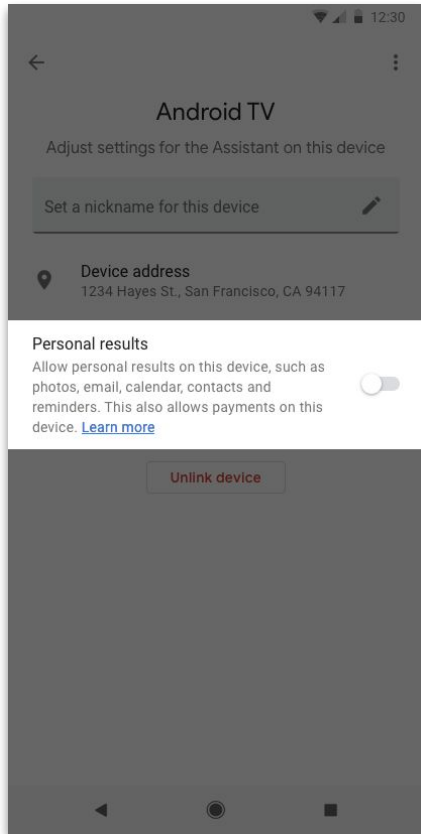 12:30
Android TV
Adjust settings for the Assistant on this device
Set a nickname for this device
Device address
1234 Hayes St., San Francisco, CA 94117
Personal results
Allow personal results on this device, such as
photos, email, calendar, contacts and
reminders. This also allows payments on this
device. Learn more
Unlink device